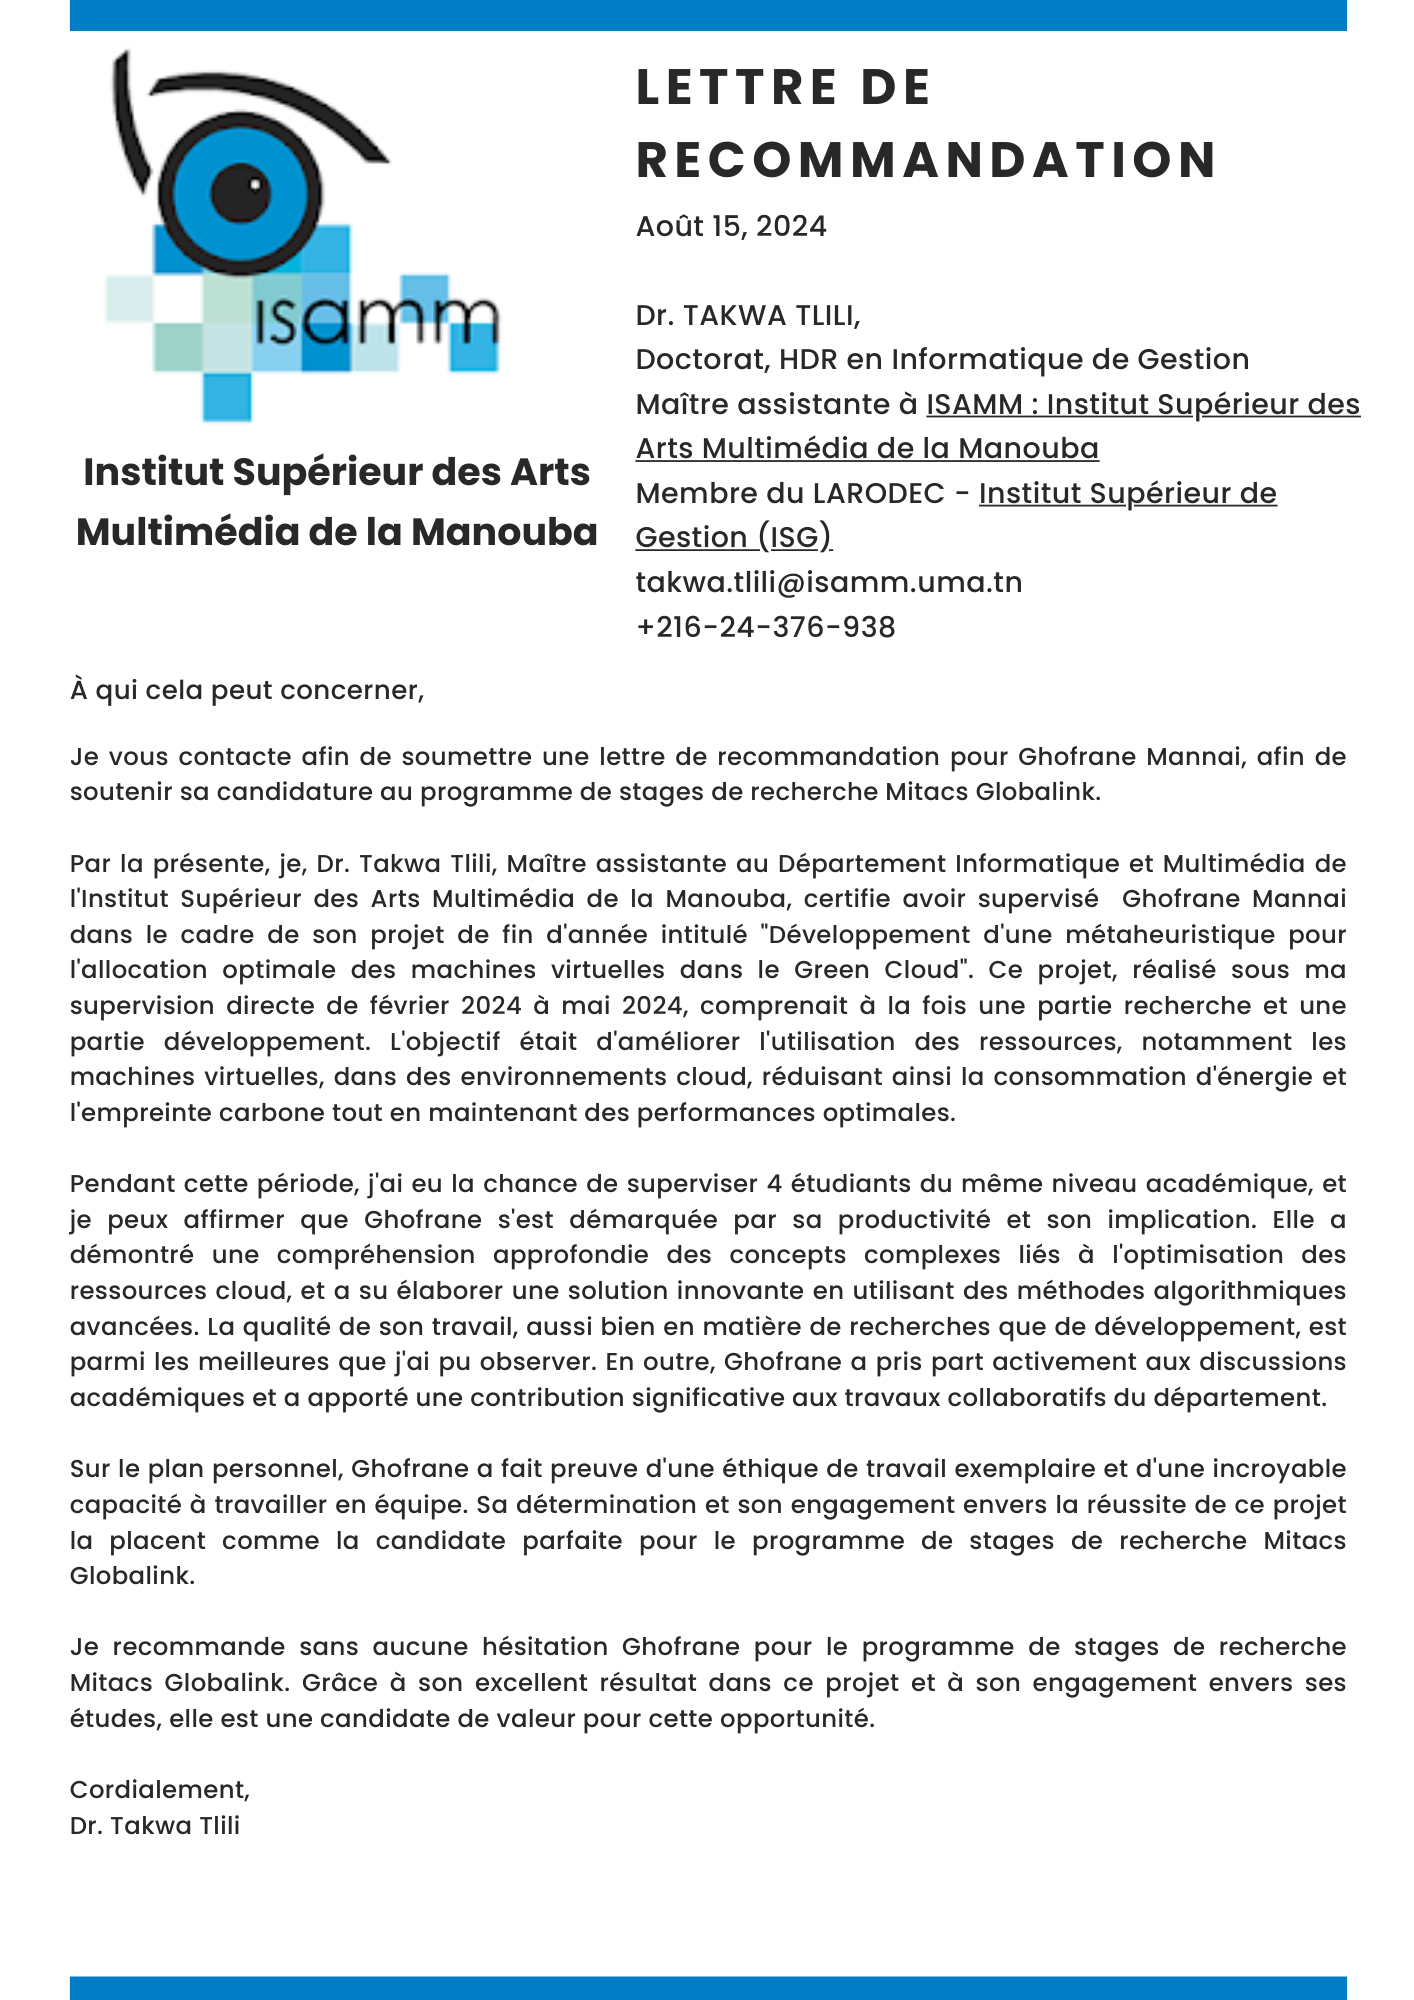 isamm
Institut Supérieur des Arts
Multimédia de la Manouba
LETTRE DE
RECOMMANDATION
Août 15, 2024
Dr. TAKWA TLILI,
Doctorat, HDR en Informatique de Gestion
Maître assistante à ISAMM : Institut Supérieur des
Arts Multimédia de la Manouba
Membre du LARODEC - Institut Supérieur de
Gestion (ISG)
takwa.tlili@isamm.uma.tn
+216-24-376-938
À qui cela peut concerner,
Je vous contacte afin de soumettre une lettre de recommandation pour Ghofrane Mannai, afin de
soutenir sa candidature au programme de stages de recherche Mitacs Globalink.
Par la présente, je, Dr. Takwa Tlili, Maître assistante au Département Informatique et Multimédia de
l'Institut Supérieur des Arts Multimédia de la Manouba, certifie avoir supervisé  Ghofrane Mannai
dans le cadre de son projet de fin d'année intitulé "Développement d'une métaheuristique pour
l'allocation optimale des machines virtuelles dans le Green Cloud". Ce projet, réalisé sous ma
supervision directe de février 2024 à mai 2024, comprenait à la fois une partie recherche et une
partie développement. L'objectif était d'améliorer l'utilisation des ressources, notamment les
machines virtuelles, dans des environnements cloud, réduisant ainsi la consommation d'énergie et
l'empreinte carbone tout en maintenant des performances optimales.
Pendant cette période, j'ai eu la chance de superviser 4 étudiants du même niveau académique, et
je peux affirmer que Ghofrane s'est démarquée par sa productivité et son implication. Elle a
démontré une compréhension approfondie des concepts complexes liés à l'optimisation des
ressources cloud, et a su élaborer une solution innovante en utilisant des méthodes algorithmiques
avancées. La qualité de son travail, aussi bien en matière de recherches que de développement, est
parmi les meilleures que j'ai pu observer. En outre, Ghofrane a pris part activement aux discussions
académiques et a apporté une contribution significative aux travaux collaboratifs du département.
Sur le plan personnel, Ghofrane a fait preuve d'une éthique de travail exemplaire et d'une incroyable
capacité à travailler en équipe. Sa détermination et son engagement envers la réussite de ce projet
la placent comme la candidate parfaite pour le programme de stages de recherche Mitacs
Globalink.
Je recommande sans aucune hésitation Ghofrane pour le programme de stages de recherche
Mitacs Globalink. Grâce à son excellent résultat dans ce projet et à son engagement envers ses
études, elle est une candidate de valeur pour cette opportunité.
Cordialement,
Dr. Takwa Tlili